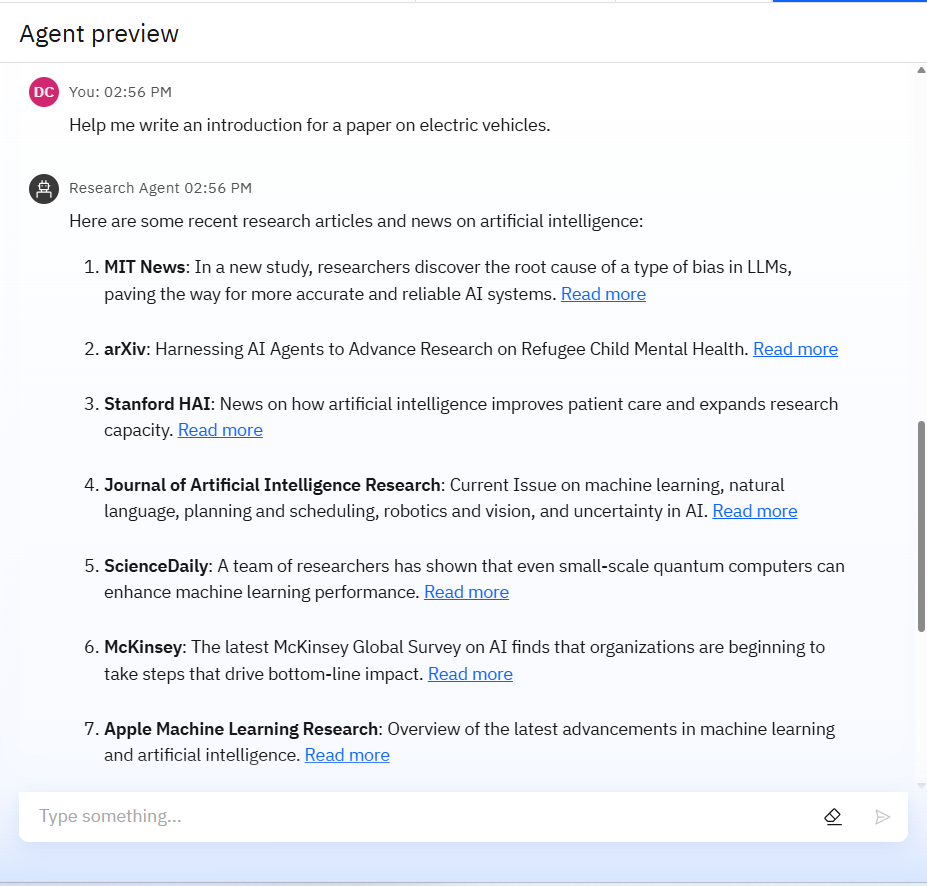 Agent preview
DC You: 02:56 PM
Help me write an introduction for a paper on electric vehicles.
Research Agent 02:56 PM
Here are some recent research articles and news on artificial intelligence:
1. MIT News: In a new study, researchers discover the root cause of a type of bias in LLMs,
paving the way for more accurate and reliable AI systems. Read more
2. arXiv: Harnessing AI Agents to Advance Research on Refugee Child Mental Health. Read more
3. Stanford HAI: News on how artificial intelligence improves patient care and expands research
capacity. Read more
4. Journal of Artificial Intelligence Research: Current Issue on machine learning, natural
language, planning and scheduling, robotics and vision, and uncertainty in AI. Read more
5. ScienceDaily: A team of researchers has shown that even small-scale quantum computers can
enhance machine learning performance. Read more
6. McKinsey: The latest McKinsey Global Survey on AI finds that organizations are beginning to
take steps that drive bottom-line impact. Read more
7. Apple Machine Learning Research: Overview of the latest advancements in machine learning
and artificial intelligence. Read more
Type something...